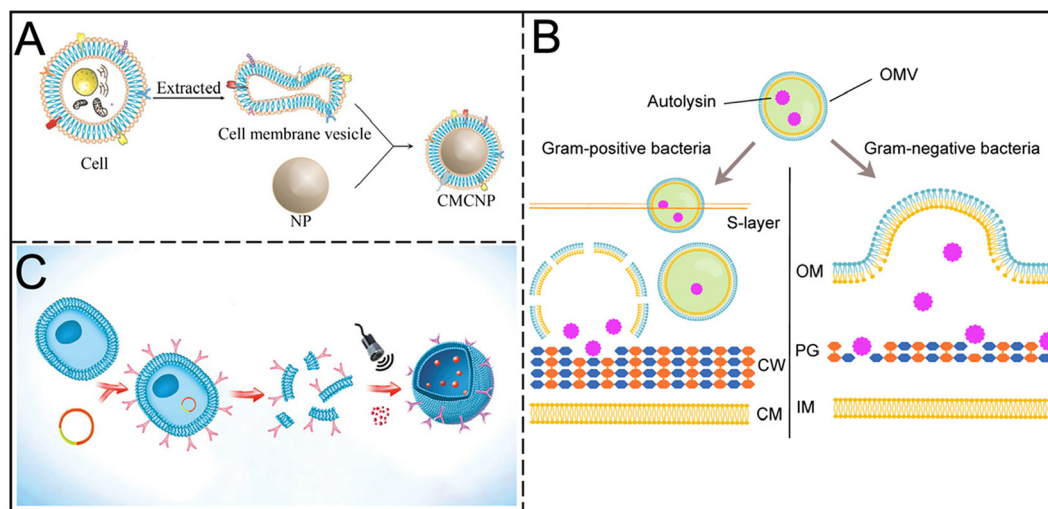 A
Cell
Extracted
Cell membrane vesicle
NP
CMCNP
B
Autolysin
OMV
Gram-positive bacteria
Gram-negative bacteria
S-layer
CW
CM
OM
PG
IM
C